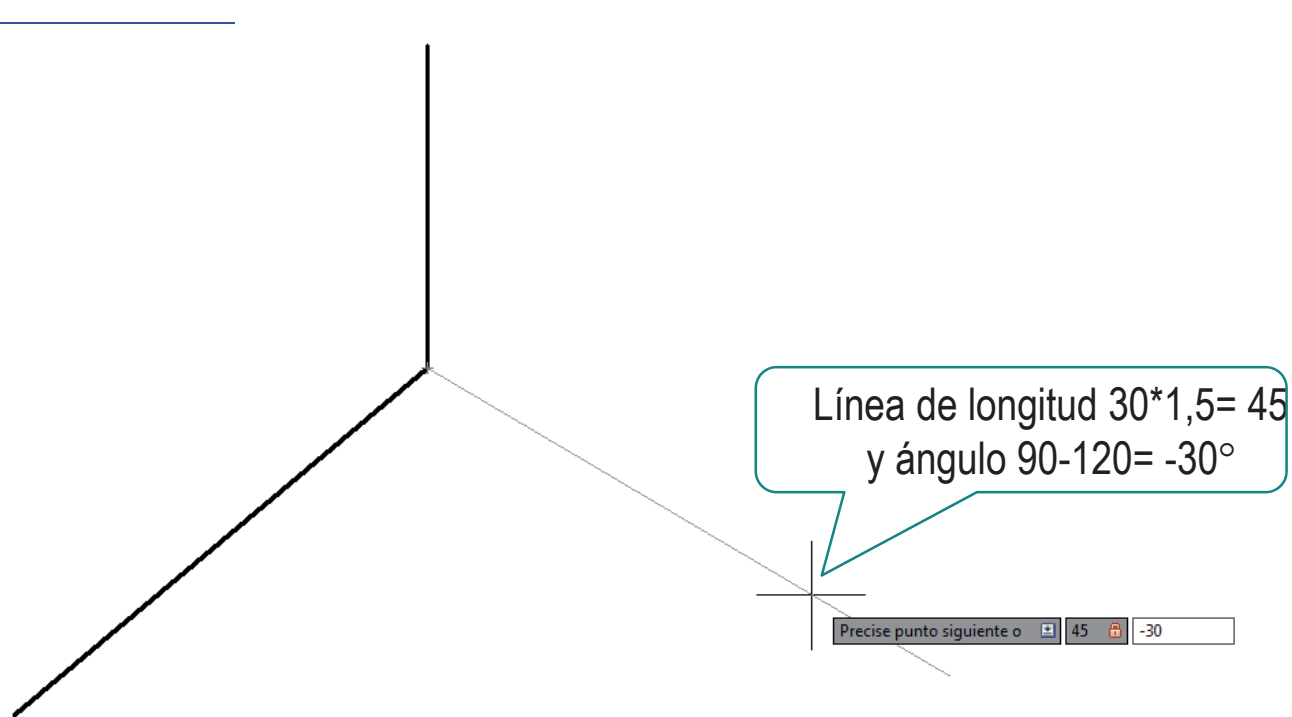 Línea de longitud 30*1,5= 45
y ángulo 90-120= -30°
Precise punto siguiente o 45 -30